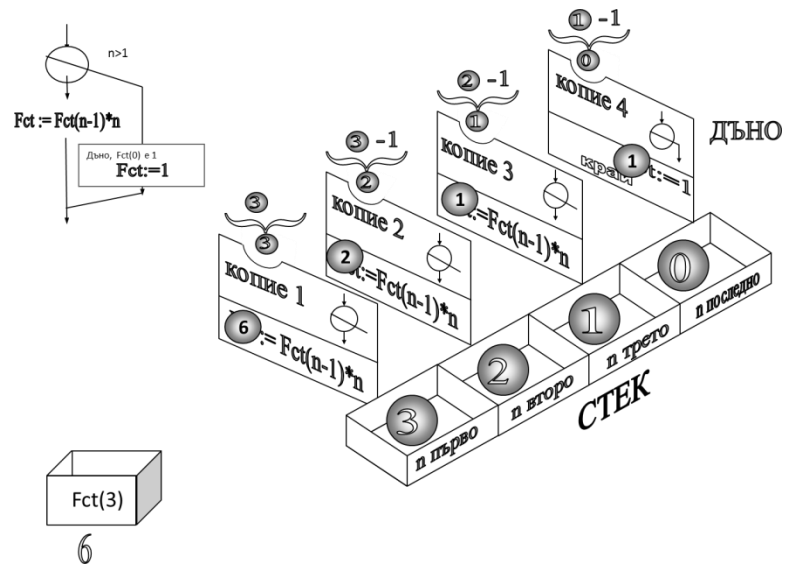 n>1
Fct := Fct(n-1)*n
Дъно, Fct(0) е 1
Fct:=1
3
3
копие 1
6 := Fct(n-1)*n
3 -1
2
копие 2
2 t:=Fct(n-1)*n
2 -1
1
копие 3
1 :=Fct(n-1)*n
1 -1
0
копие 4
1 t:=1
край
ДЪНО
3
2
1
0
n първо
n второ
n трето
n последно
СТЕК
Fct(3)
6